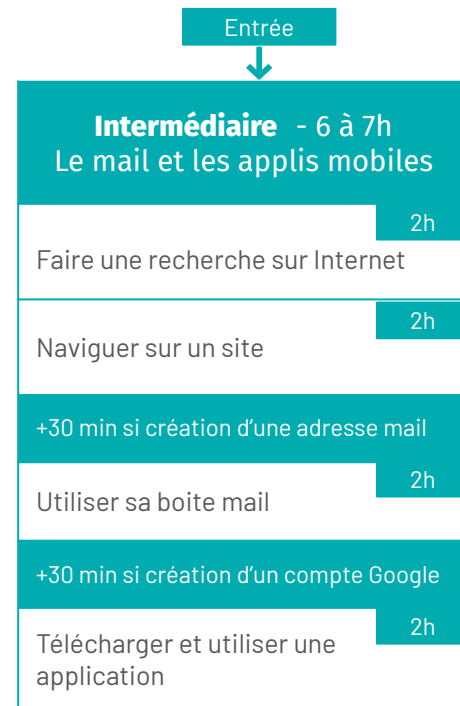 Entrée
Intermédiaire - 6 à 7h
Le mail et les applis mobiles
2h
Faire une recherche sur Internet
2h
Naviguer sur un site
+30 min si création d'une adresse mail
2h
Utiliser sa boite mail
+30 min si création d'un compte Google
2h
Télécharger et utiliser une
application